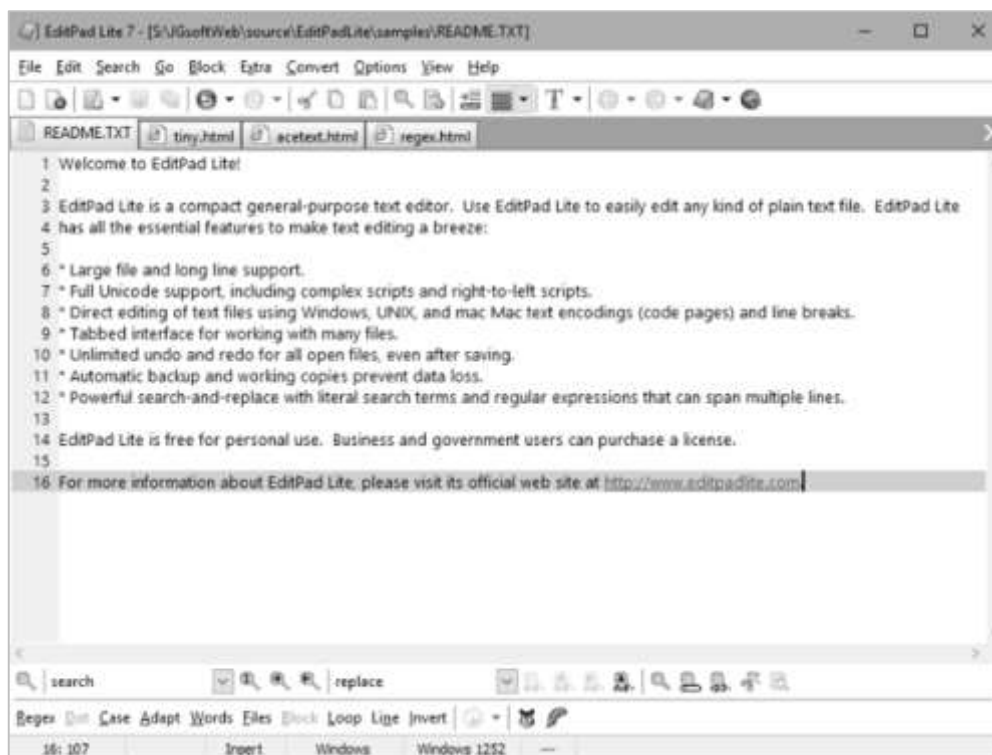 EditPad Lite 7 - [S:\JGsoftWeb\source\EditPadLite\samples\README.TXT]
File Edit Search Go Block Extra Convert Options View Help
README.TXT tiny.html acetext.html regex.html
1 Welcome to EditPad Lite!
2
3 EditPad Lite is a compact general-purpose text editor.  Use EditPad Lite to easily edit any kind of plain text file.  EditPad Lite
4 has all the essential features to make text editing a breeze:
5
6 * Large file and long line support.
7 * Full Unicode support, including complex scripts and right-to-left scripts.
8 * Direct editing of text files using Windows, UNIX, and mac Mac text encodings (code pages) and line breaks.
9 * Tabbed interface for working with many files.
10 * Unlimited undo and redo for all open files, even after saving.
11 * Automatic backup and working copies prevent data loss.
12 * Powerful search-and-replace with literal search terms and regular expressions that can span multiple lines.
13
14 EditPad Lite is free for personal use.  Business and government users can purchase a license.
15
16 For more information about EditPad Lite, please visit its official web site at http://www.editpadlite.com
search replace
Regex Dot Case Adapt Words Files Block Loop Line Invert
16: 107 Insert Windows Windows 1252 ---